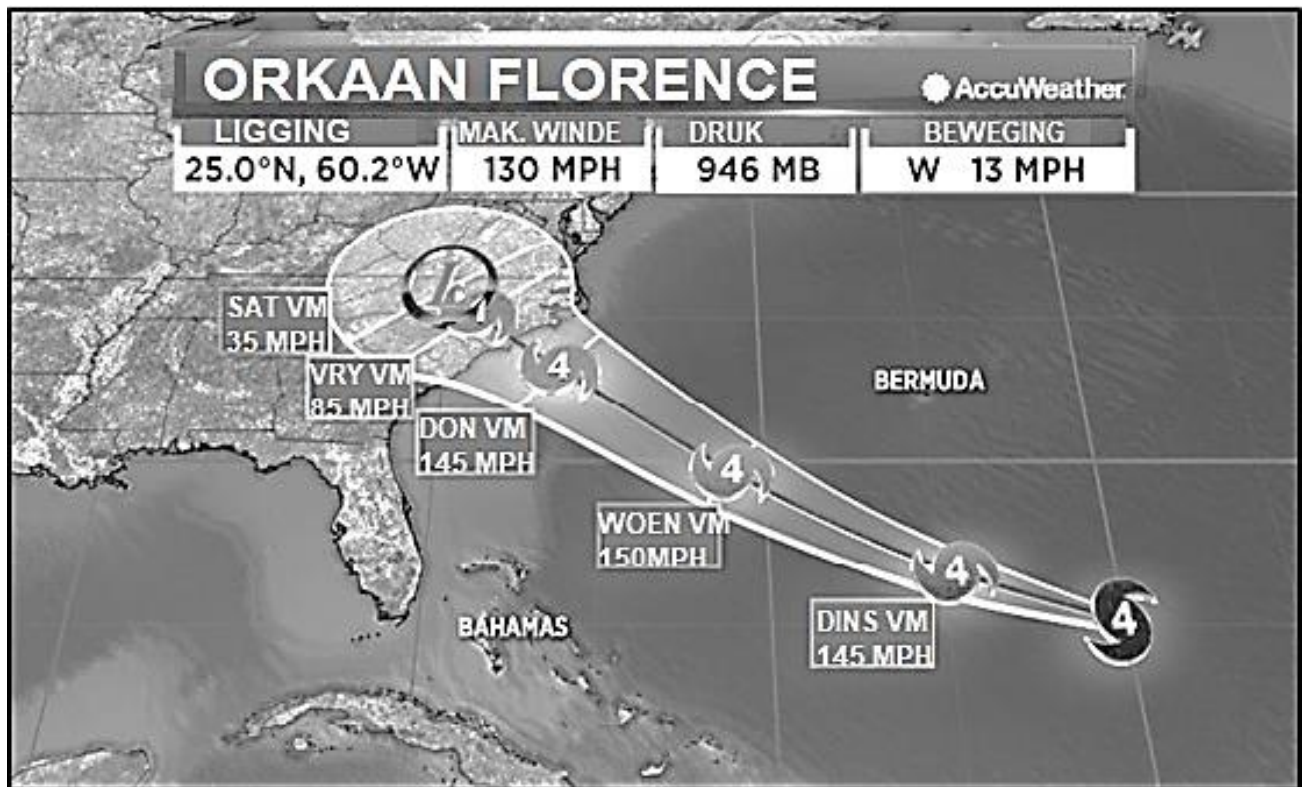 ORKAAN FLORENCE
AccuWeather
LIGGING MAK. WINDE DRUK BEWEGING
25.0°N, 60.2°W 130 MPH 946 MB W 13 MPH
SAT VM
35 MPH
VRY VM
85 MPH
1
4
DON VM
145 MPH
BERMUDA
4
WOEN VM
150MPH
4
DINS VM
145 MPH
4
BAHAMAS